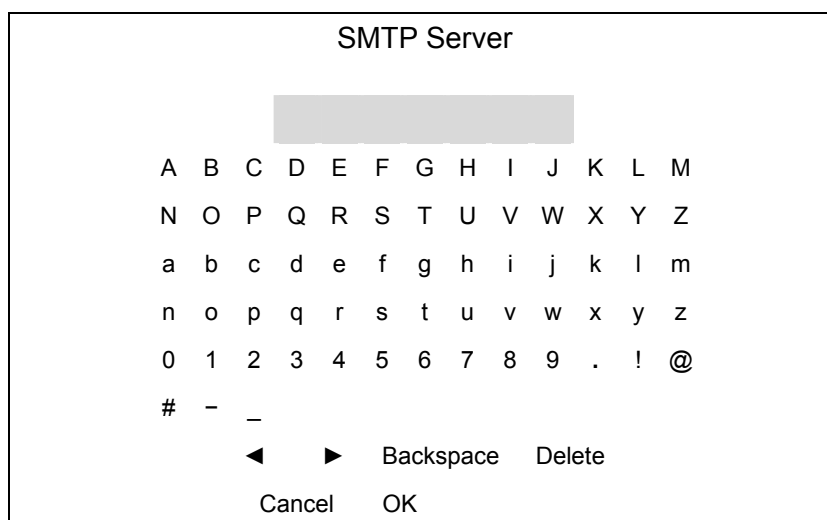 SMTP Server
A B C D E F G H I J K L M
N O P Q R S T U V W X Y Z
a b c d e f g h i j k l m
n o p q r s t u v w x y z
0 1 2 3 4 5 6 7 8 9 . ! @
# − _
◄ ► Backspace Delete
Cancel OK